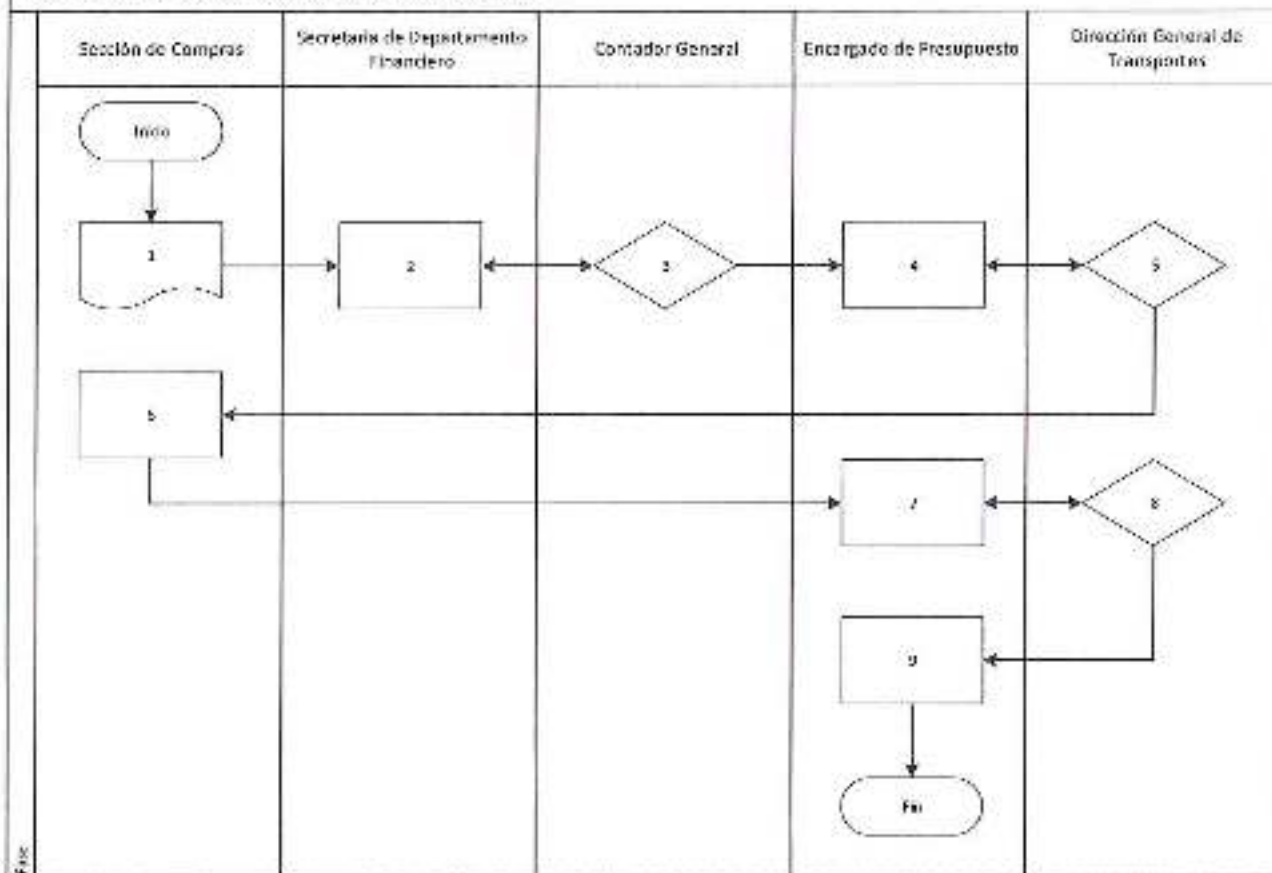 Sección de Compras
Secretaria de Departamento
Financiero
Contador General
Encargado de Presupuesto
Dirección General de
Transportes
Inicio
1
2
3
4
5
7
8
9
Fin
Fase